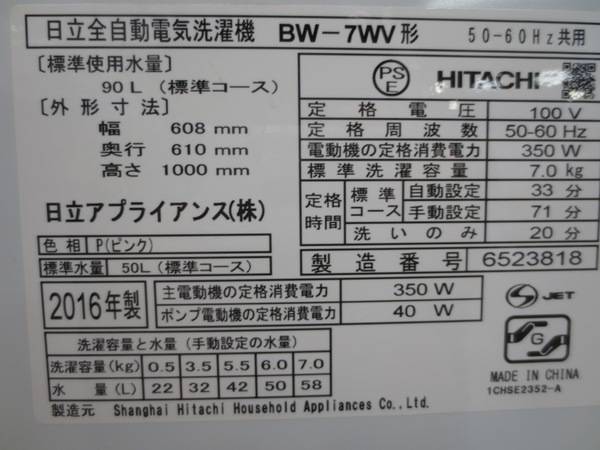 日立全自動電気洗濯機 BW-7WV形 50-60Hz共用
〔標準使用水量〕
90L (標準コース)
〔外形寸法〕
幅 608 mm
奥行 610 mm
高さ 1000 mm
日立アプライアンス(株)
色相 P(ピンク)
標準水量 50L (標準コース)
PSE HITACHI
定格電圧 100 V
定格周波数 50-60 Hz
電動機の定格消費電力 350 W
標準洗濯容量 7.0 kg
定格時間 標準コース 自動設定 33 分
手動設定 71 分
洗いのみ 20 分
製造番号 6523818
2016年製
主電動機の定格消費電力 350 W
ポンプ電動機の定格消費電力 40 W
S JET
洗濯容量と水量 (手動設定の水量)
洗濯容量(kg) 0.5 3.5 5.5 6.0 7.0
水量(L) 22 32 42 50 58
G
MADE IN CHINA
1CHSE2352-A
製造元 Shanghai Hitachi Household Appliances Co.,Ltd.